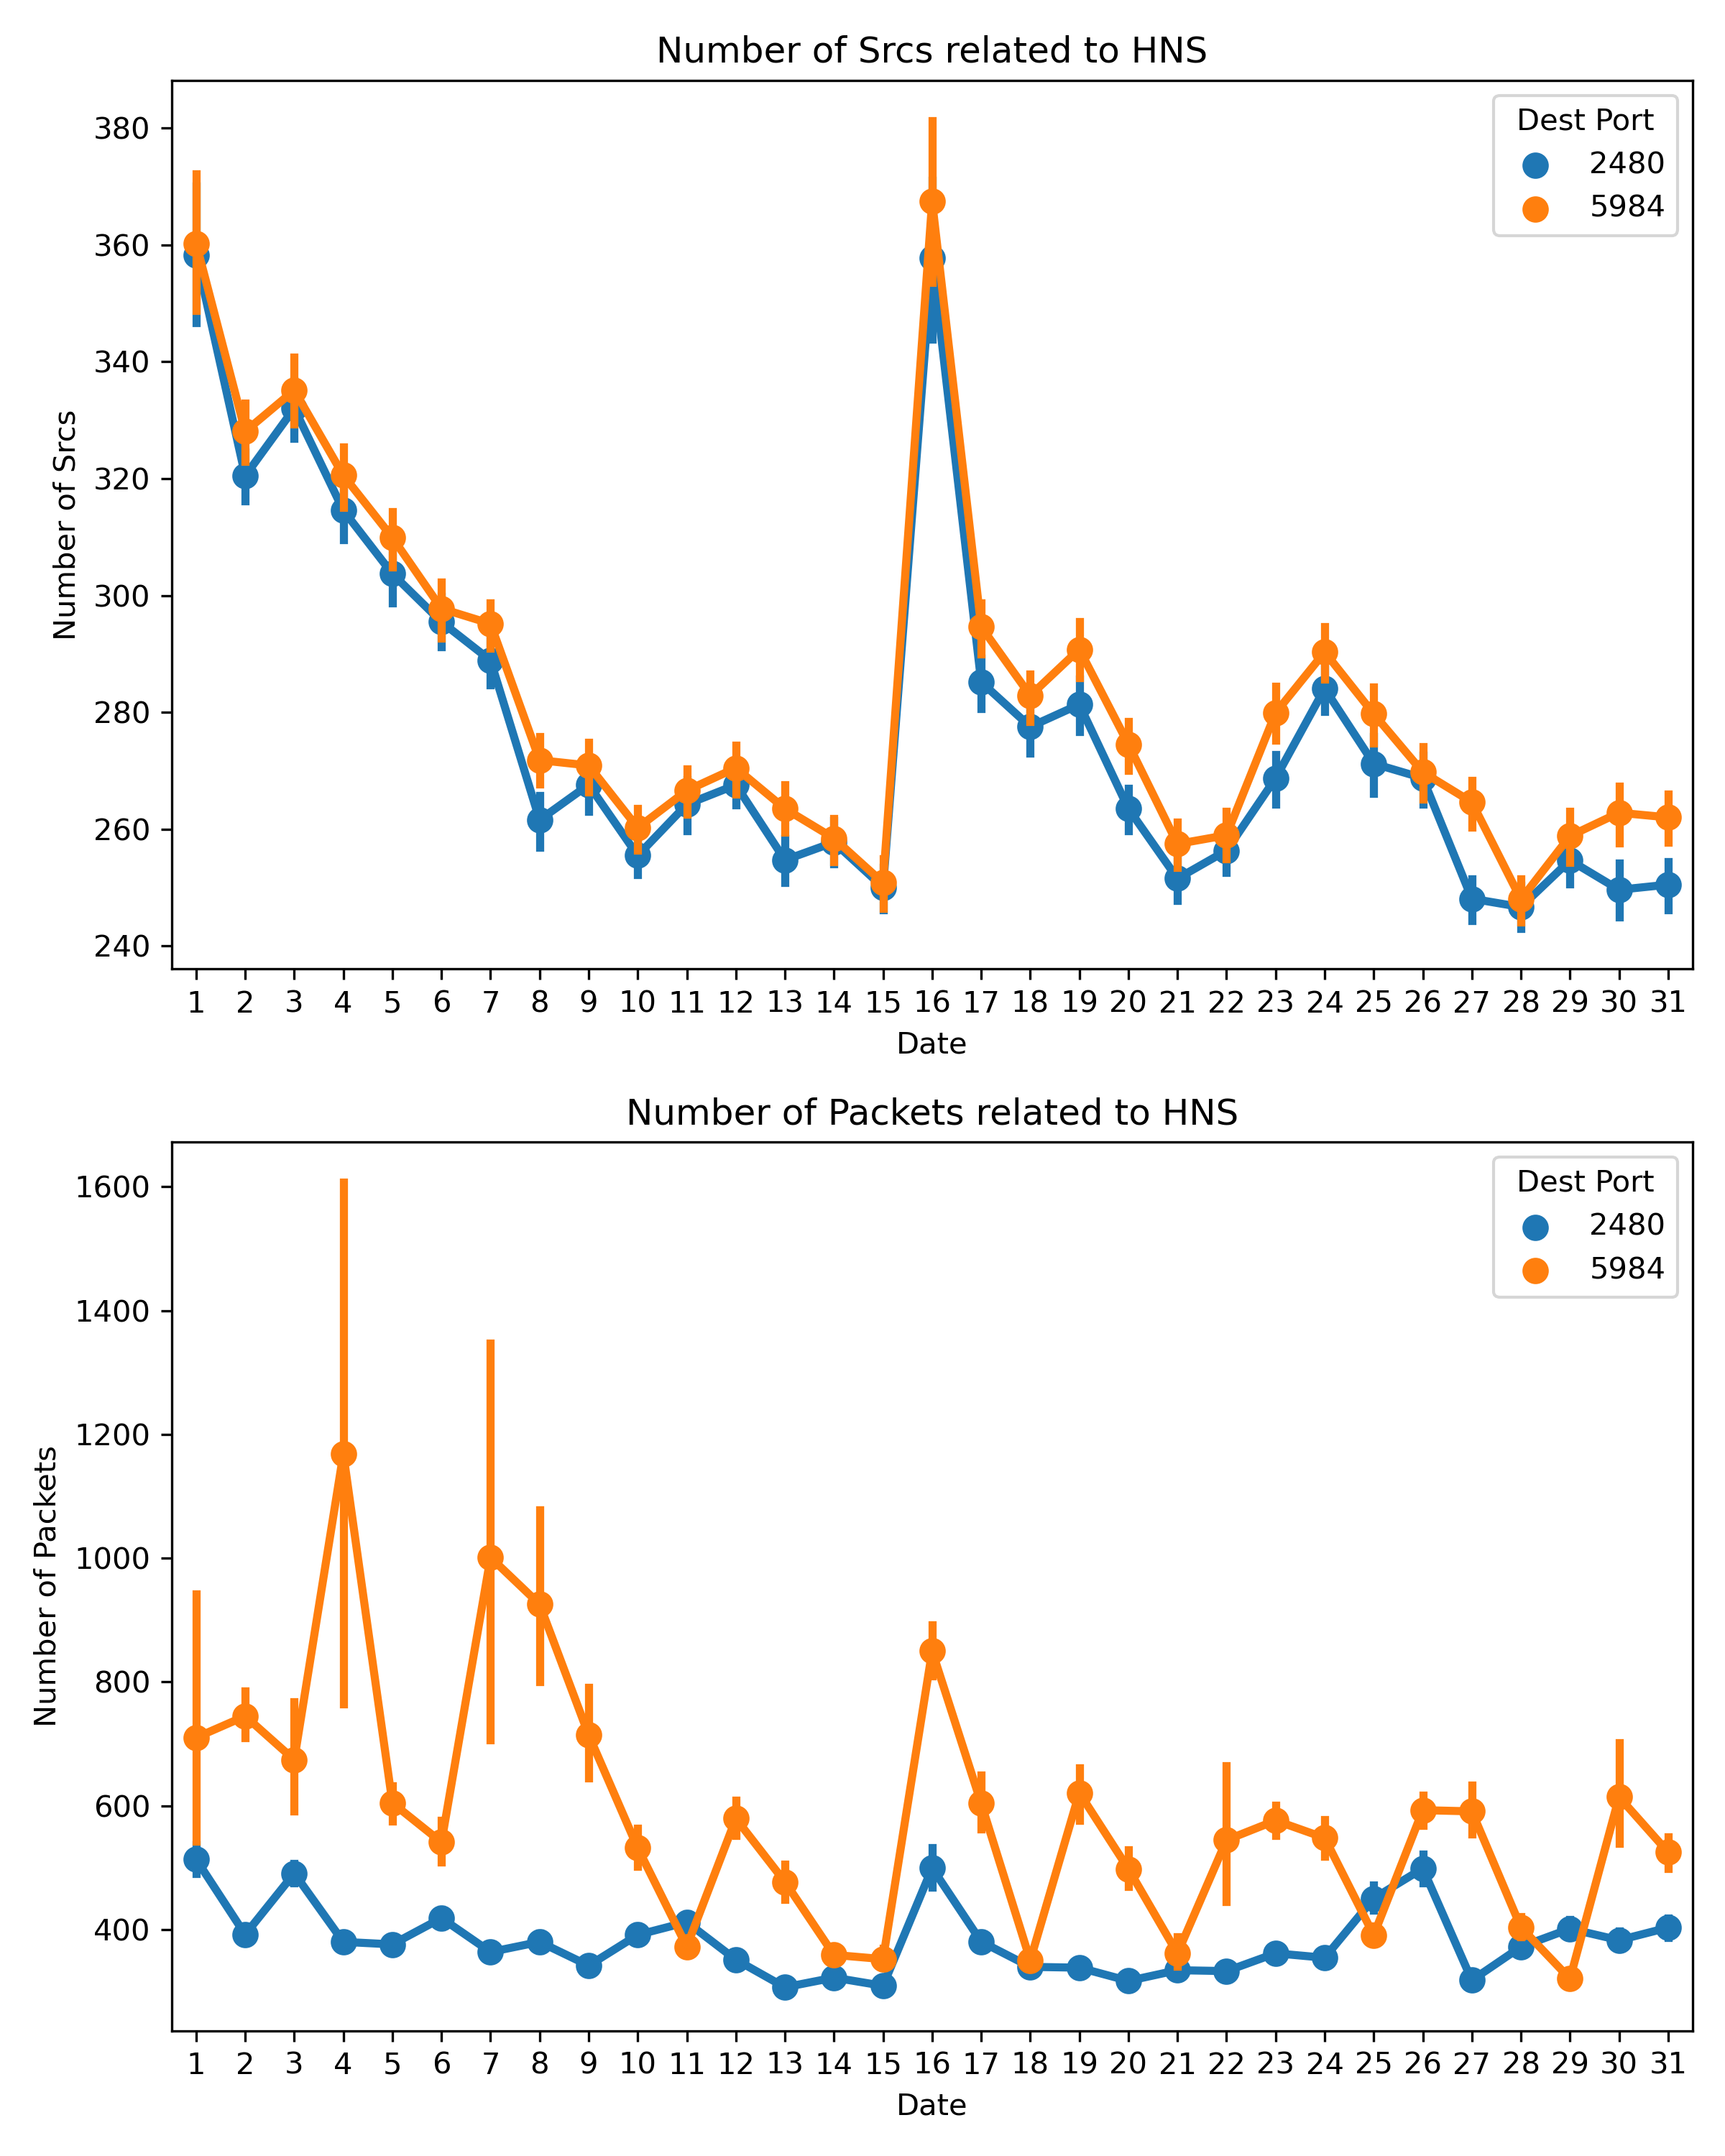 Number of Srcs related to HNS
Number of Srcs
380
360
340
320
300
280
260
240
Dest Port
2480
5984
1 2 3 4 5 6 7 8 9 10 11 12 13 14 15 16 17 18 19 20 21 22 23 24 25 26 27 28 29 30 31
Date
Number of Packets related to HNS
Number of Packets
1600
1400
1200
1000
800
600
400
Dest Port
2480
5984
1 2 3 4 5 6 7 8 9 10 11 12 13 14 15 16 17 18 19 20 21 22 23 24 25 26 27 28 29 30 31
Date